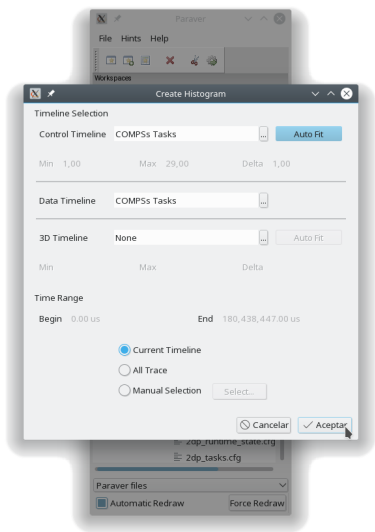 Paraver
File Hints Help
Workspaces
Create Histogram
Timeline Selection
Control Timeline COMPSs Tasks ... Auto Fit
Min 1,00 Max 29,00 Delta 1,00
Data Timeline COMPSs Tasks ...
3D Timeline None ... Auto Fit
Min Max Delta
Time Range
Begin 0.00 us End 180,438,447.00 us
Current Timeline
All Trace
Manual Selection Select...
Cancelar Aceptar
2dp_runtime_state.cfg
2dp_tasks.cfg
Paraver files
Automatic Redraw Force Redraw